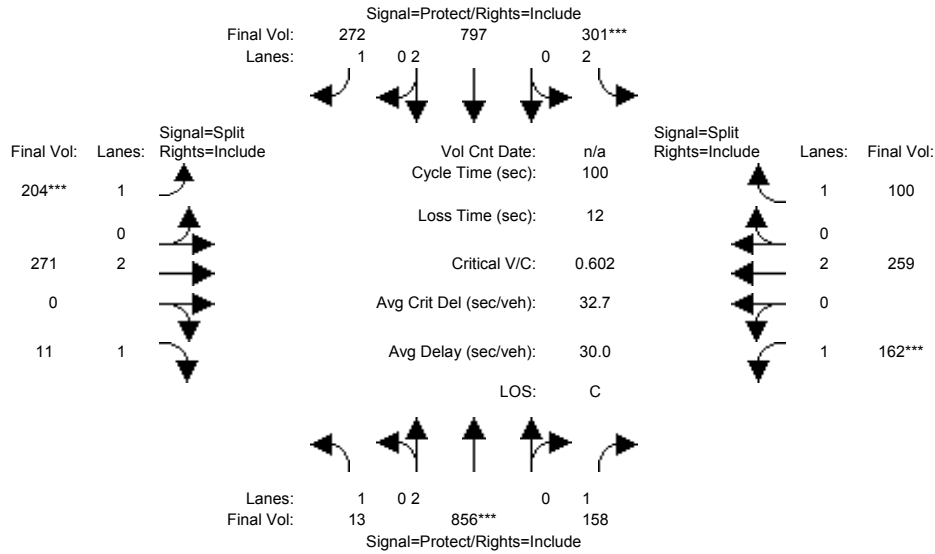 Signal=Protect/Rights=Include
Final Vol: 272 797 301***
Lanes: 1 0 2 0 2
Signal=Split
Final Vol: Lanes: Rights=Include
Vol Cnt Date: n/a
Signal=Split
Rights=Include Lanes: Final Vol:
Cycle Time (sec): 100
204*** 1
1 100
Loss Time (sec): 12
0
0
271 2
Critical V/C: 0.602
2 259
0
Avg Crit Del (sec/veh): 32.7
0
11 1
Avg Delay (sec/veh): 30.0
1 162***
LOS: C
Lanes: 1 0 2 0 1
Final Vol: 13 856*** 158
Signal=Protect/Rights=Include